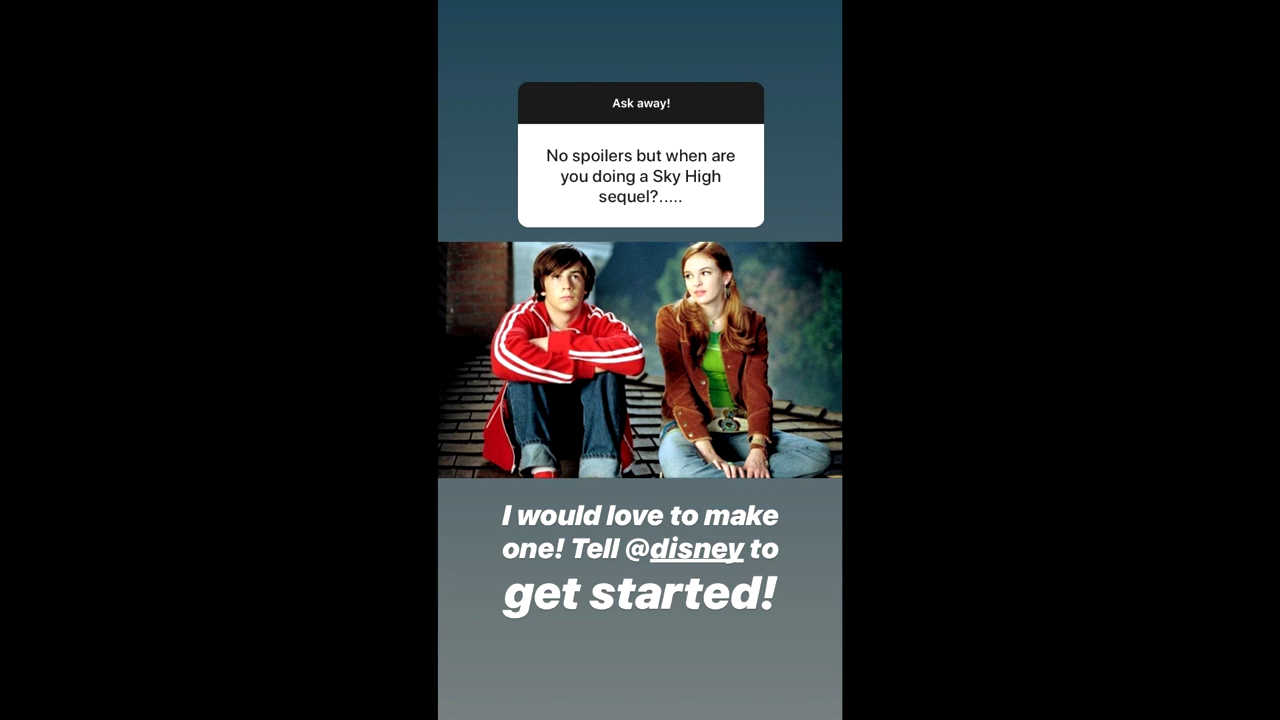 Ask away!
No spoilers but when are
you doing a Sky High
sequel?.....
I would love to make
one! Tell @disney to
get started!